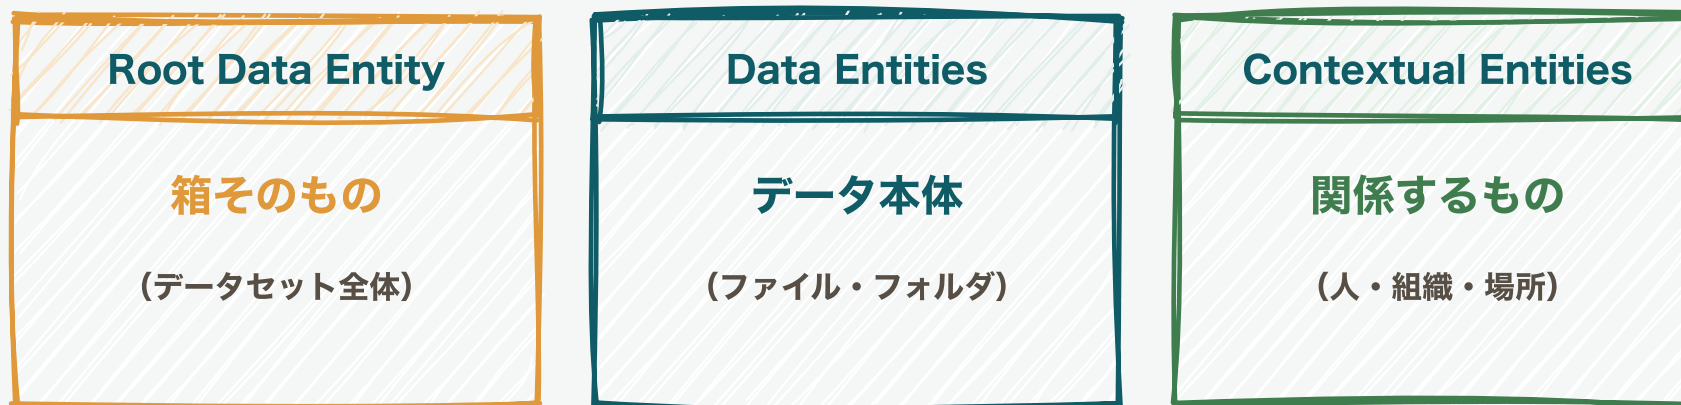 Root Data Entity
箱そのもの
（データセット全体）
Data Entities
データ本体
（ファイル・フォルダ）
Contextual Entities
関係するもの
（人・組織・場所）